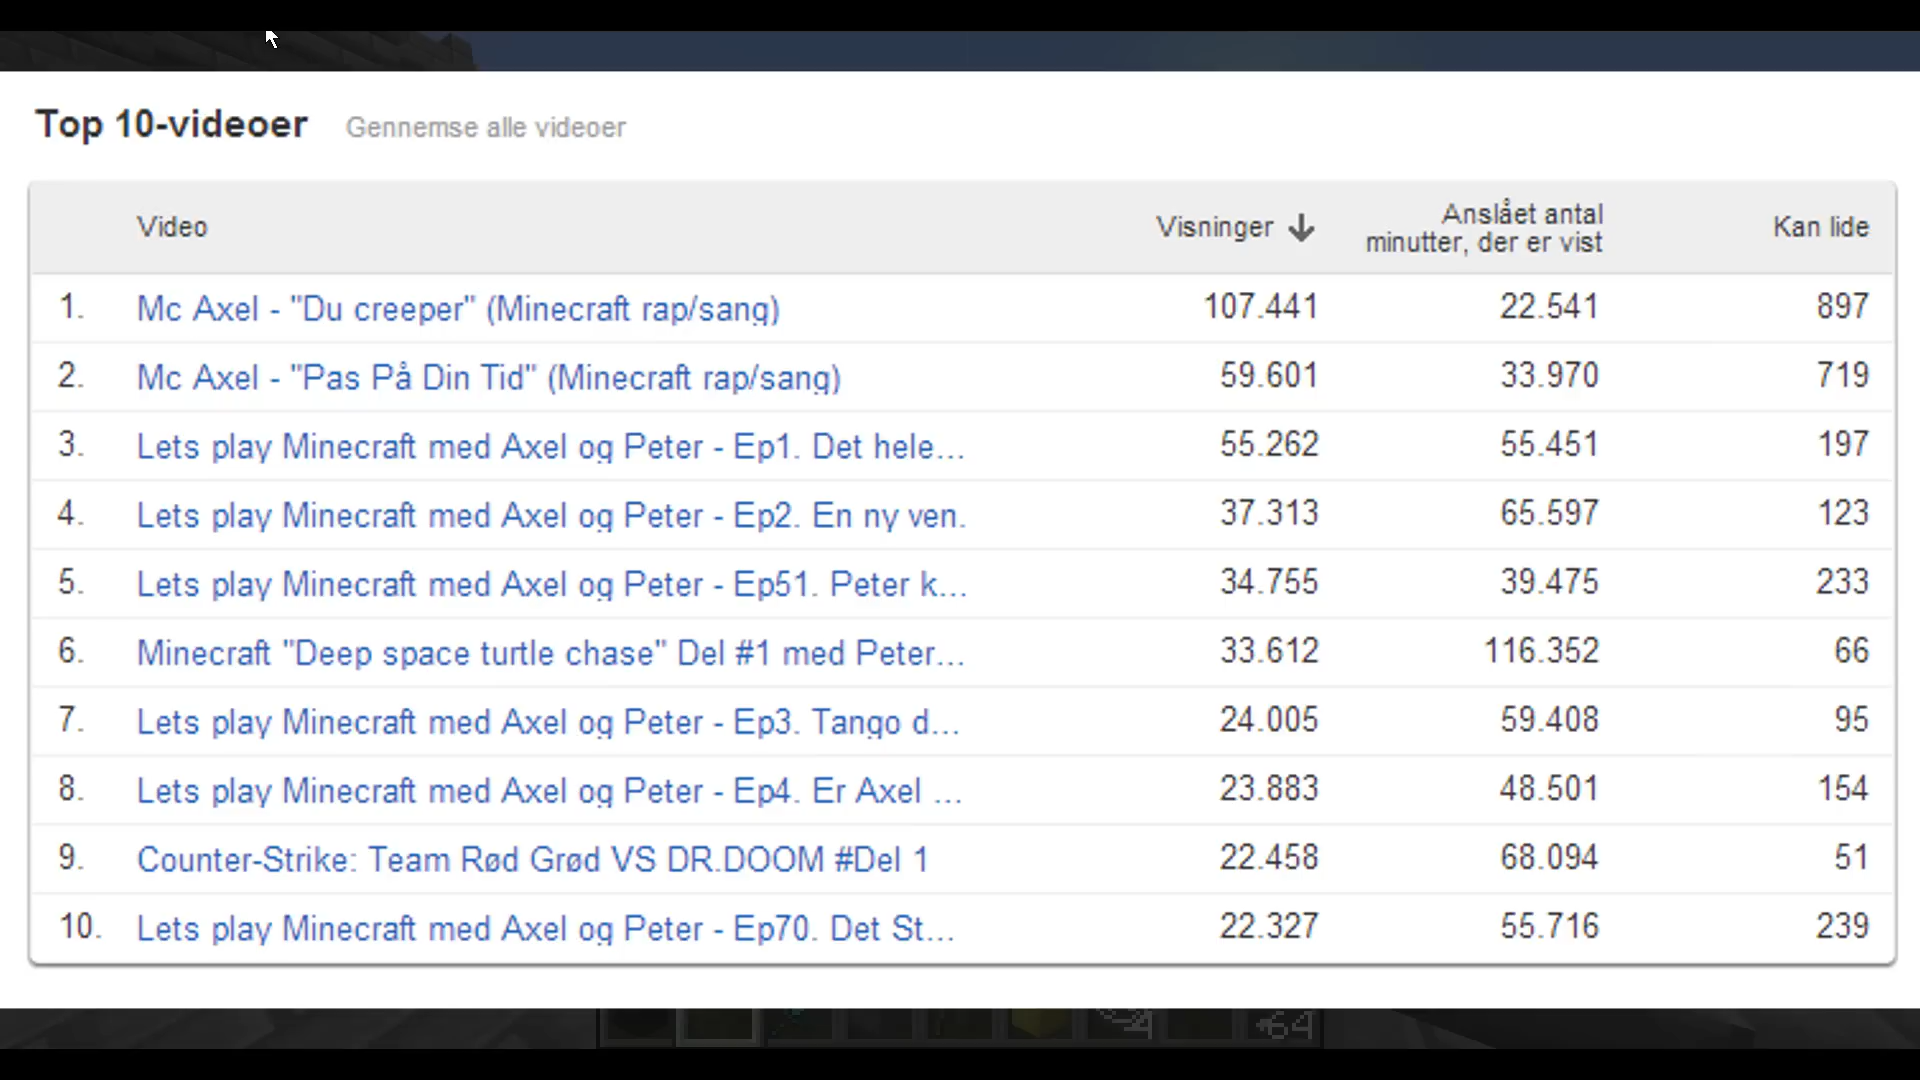 Top 10-videoer Gennemse alle videoer
Video Visninger Anslået antal minutter, der er vist Kan lide
1. Mc Axel - "Du creeper" (Minecraft rap/sang) 107.441 22.541 897
2. Mc Axel - "Pas På Din Tid" (Minecraft rap/sang) 59.601 33.970 719
3. Lets play Minecraft med Axel og Peter - Ep1. Det hele... 55.262 55.451 197
4. Lets play Minecraft med Axel og Peter - Ep2. En ny ven. 37.313 65.597 123
5. Lets play Minecraft med Axel og Peter - Ep51. Peter k... 34.755 39.475 233
6. Minecraft "Deep space turtle chase" Del #1 med Peter... 33.612 116.352 66
7. Lets play Minecraft med Axel og Peter - Ep3. Tango d... 24.005 59.408 95
8. Lets play Minecraft med Axel og Peter - Ep4. Er Axel ... 23.883 48.501 154
9. Counter-Strike: Team Rød Grød VS DR.DOOM #Del 1 22.458 68.094 51
10. Lets play Minecraft med Axel og Peter - Ep70. Det St... 22.327 55.716 239
64